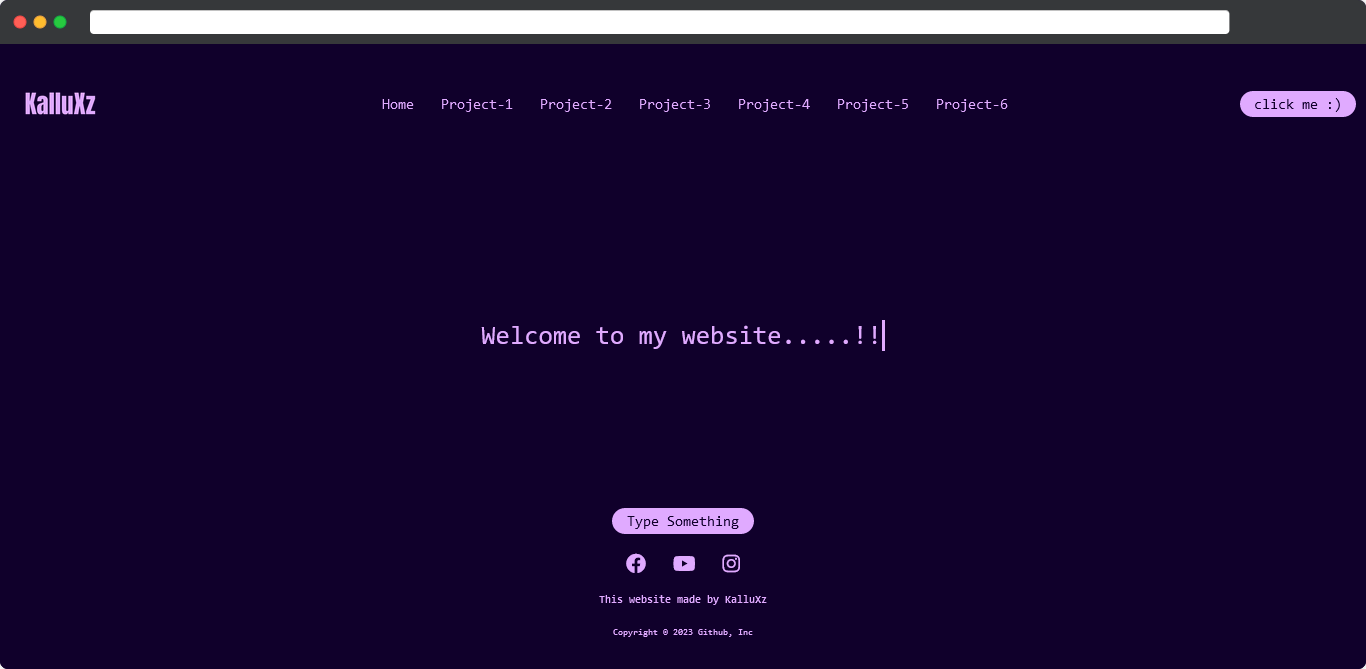 KalluXz
Home Project-1 Project-2 Project-3 Project-4 Project-5 Project-6
click me :)
Welcome to my website.....!!
Type Something
This website made by KalluXz
Copyright © 2023 Github, Inc